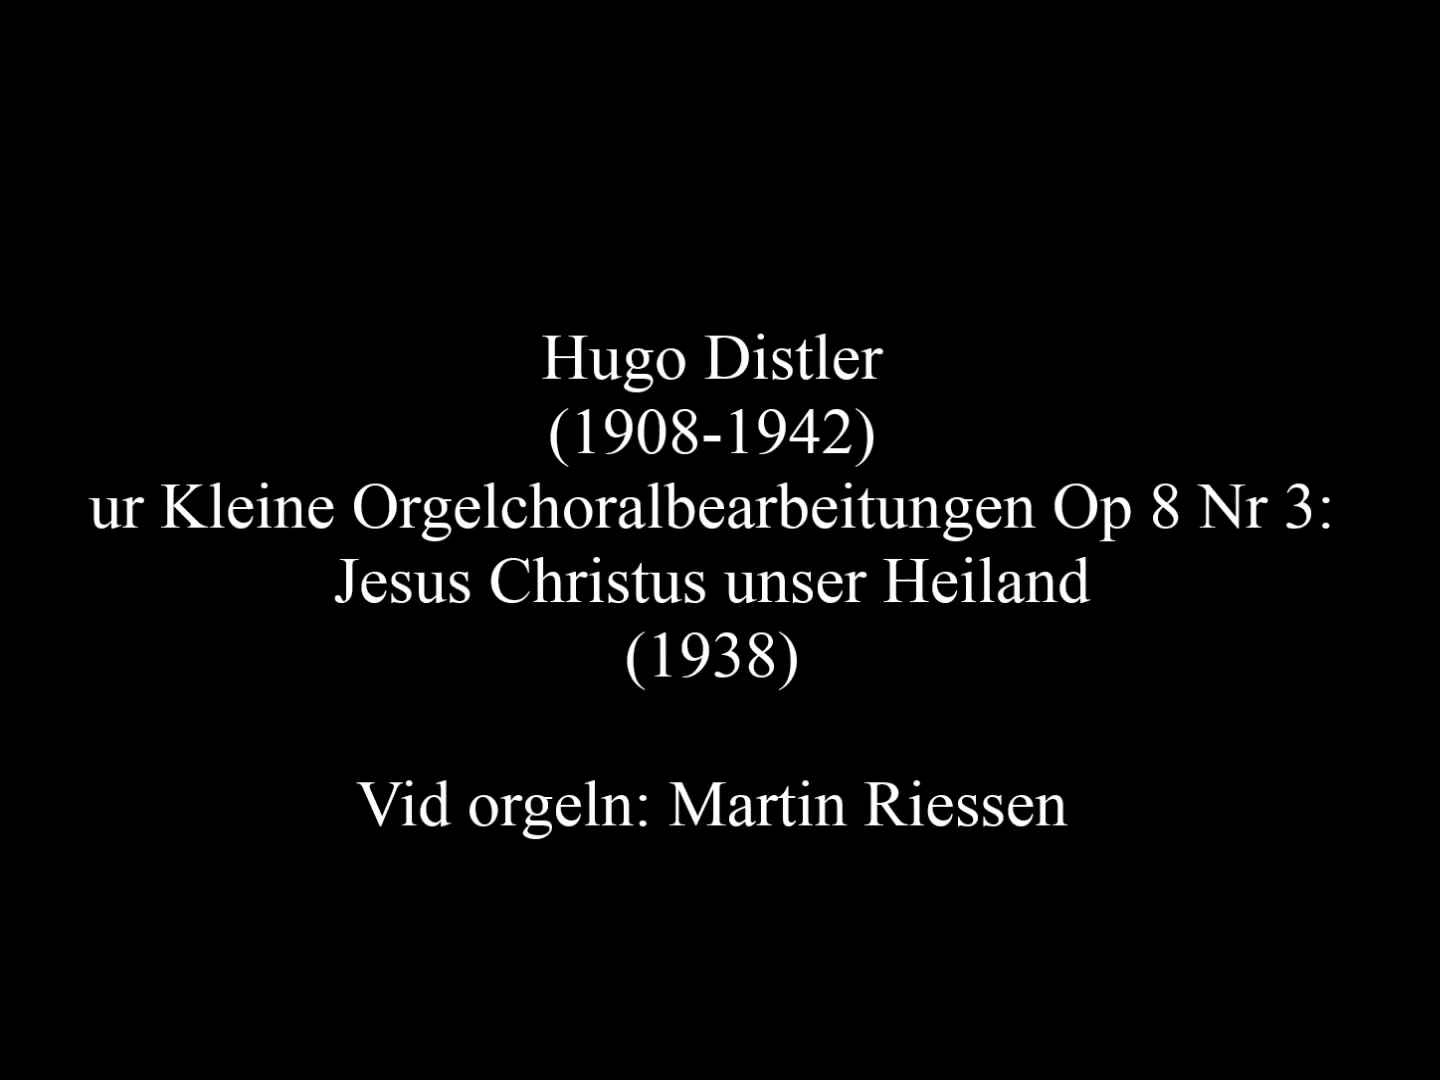 Hugo Distler
(1908-1942)
ur Kleine Orgelchoralbearbeitungen Op 8 Nr 3:
Jesus Christus unser Heiland
(1938)
Vid orgeln: Martin Riessen